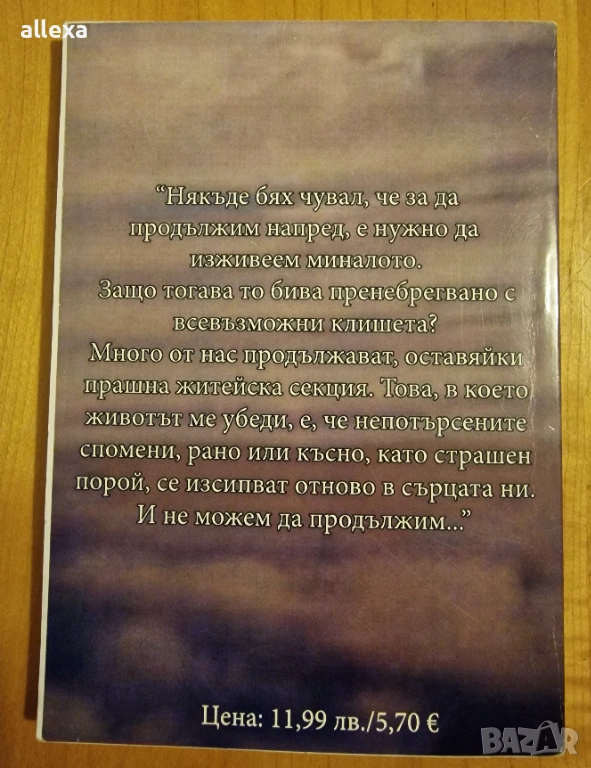 allexa
“Някъде бях чувал, че за да
продължим напред, е нужно да
изживеем миналото.
Защо тогава то бива пренебрегвано с
всевъзможни клишета?
Много от нас продължават, оставяйки
прашна житейска секция. Това, в което
животът ме убеди, е, че непотърсените
спомени, рано или късно, като страшен
порой, се изсипват отново в сърцата ни.
И не можем да продължим...”
Цена: 11,99 лв./5,70 €
BAZAR